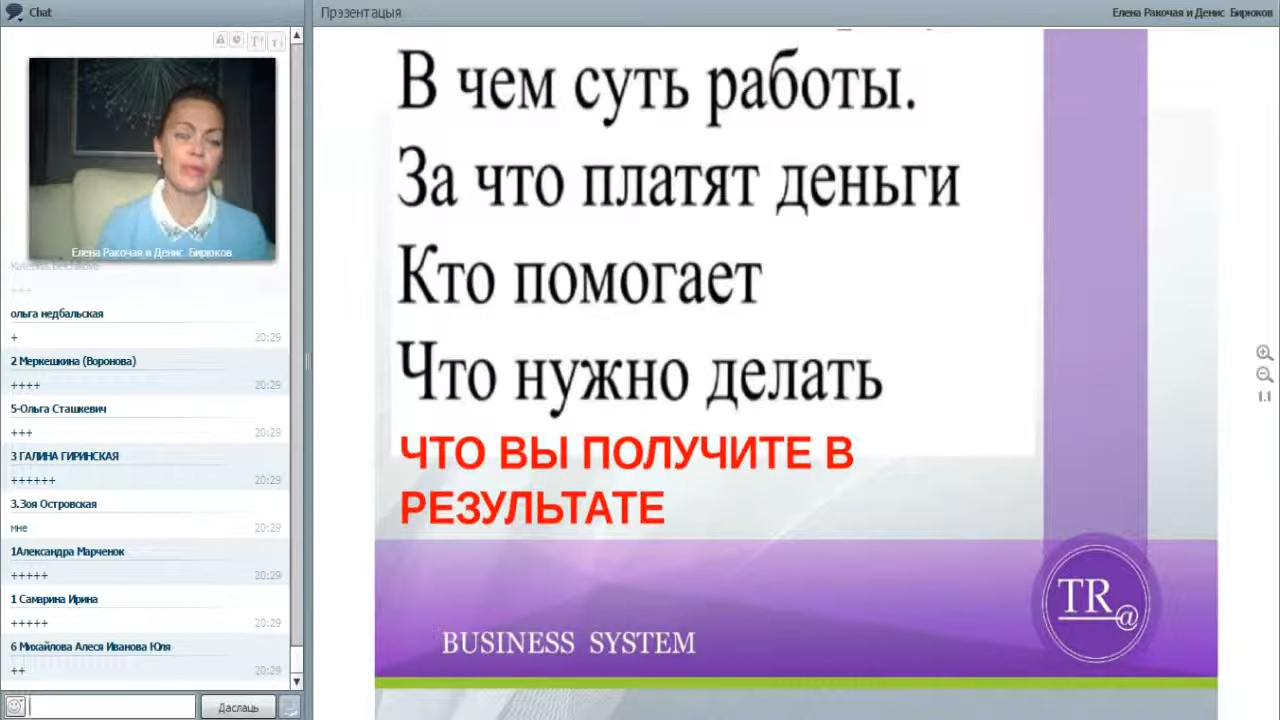 Chat
Прэзентацыя
Елена Ракочая и Денис Бирюков
Елена Ракочая и Денис Бирюков
+++
ольга недбальская
+
20:29
2 Меркешкина (Воронова)
++++
20:29
5-Ольга Сташкевич
+++
20:29
3 ГАЛИНА ГИРИНСКАЯ
++++++
20:29
3.Зоя Островская
мне
20:29
1Александра Марченок
+++++
20:29
1 Самарина Ирина
+++++
20:29
6 Михайлова Алеся Иванова Юля
++
20:29
Даслаць
В чем суть работы.
За что платят деньги
Кто помогает
Что нужно делать
ЧТО ВЫ ПОЛУЧИТЕ В
РЕЗУЛЬТАТЕ
BUSINESS SYSTEM
TR@
1:1